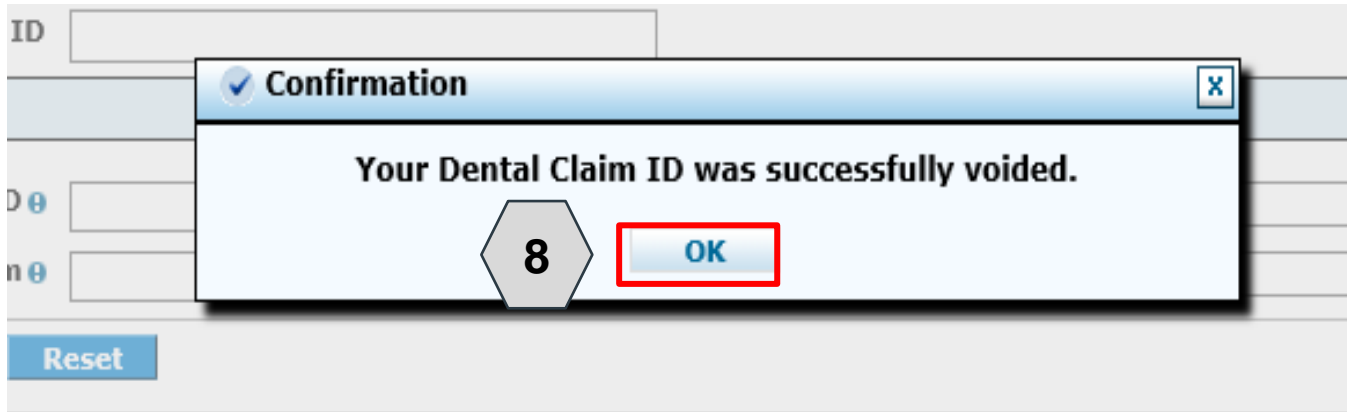 ID
Confirmation
X
Your Dental Claim ID was successfully voided.
8
OK
Reset